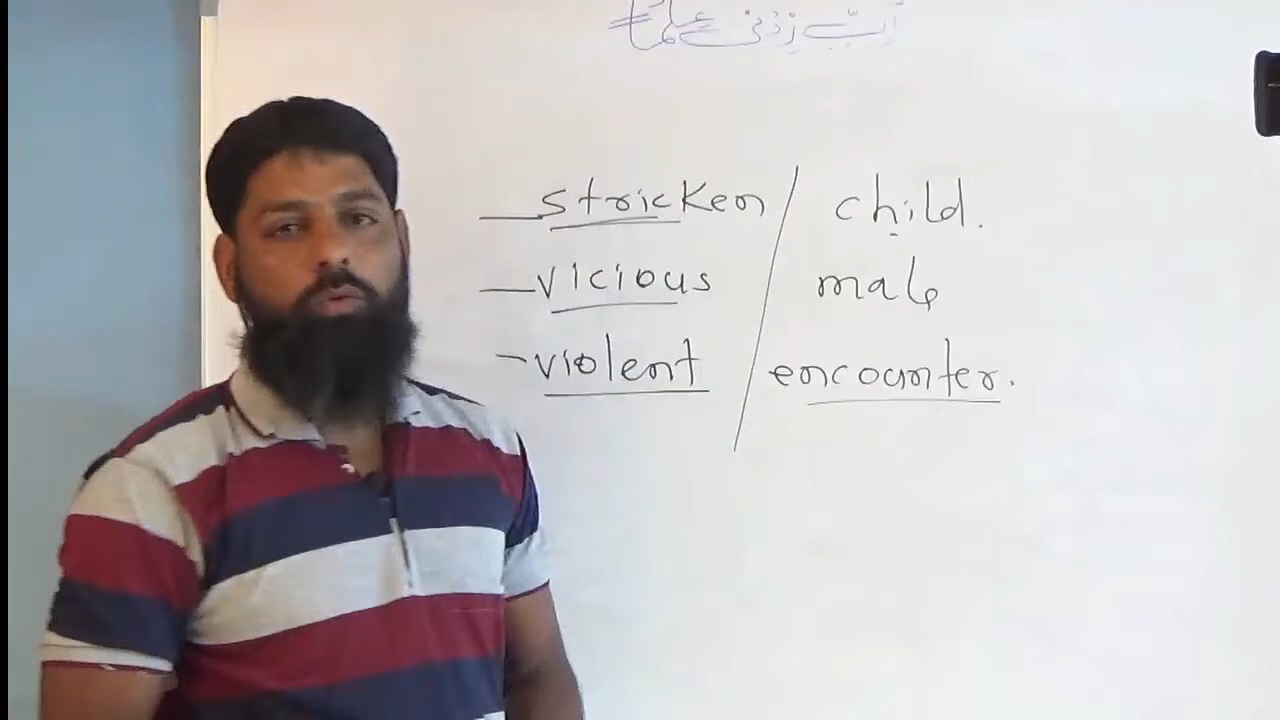 رَبِّ زِدْنِي عِلْمًا
stricken / child.
vicious / male
violent / encounter.